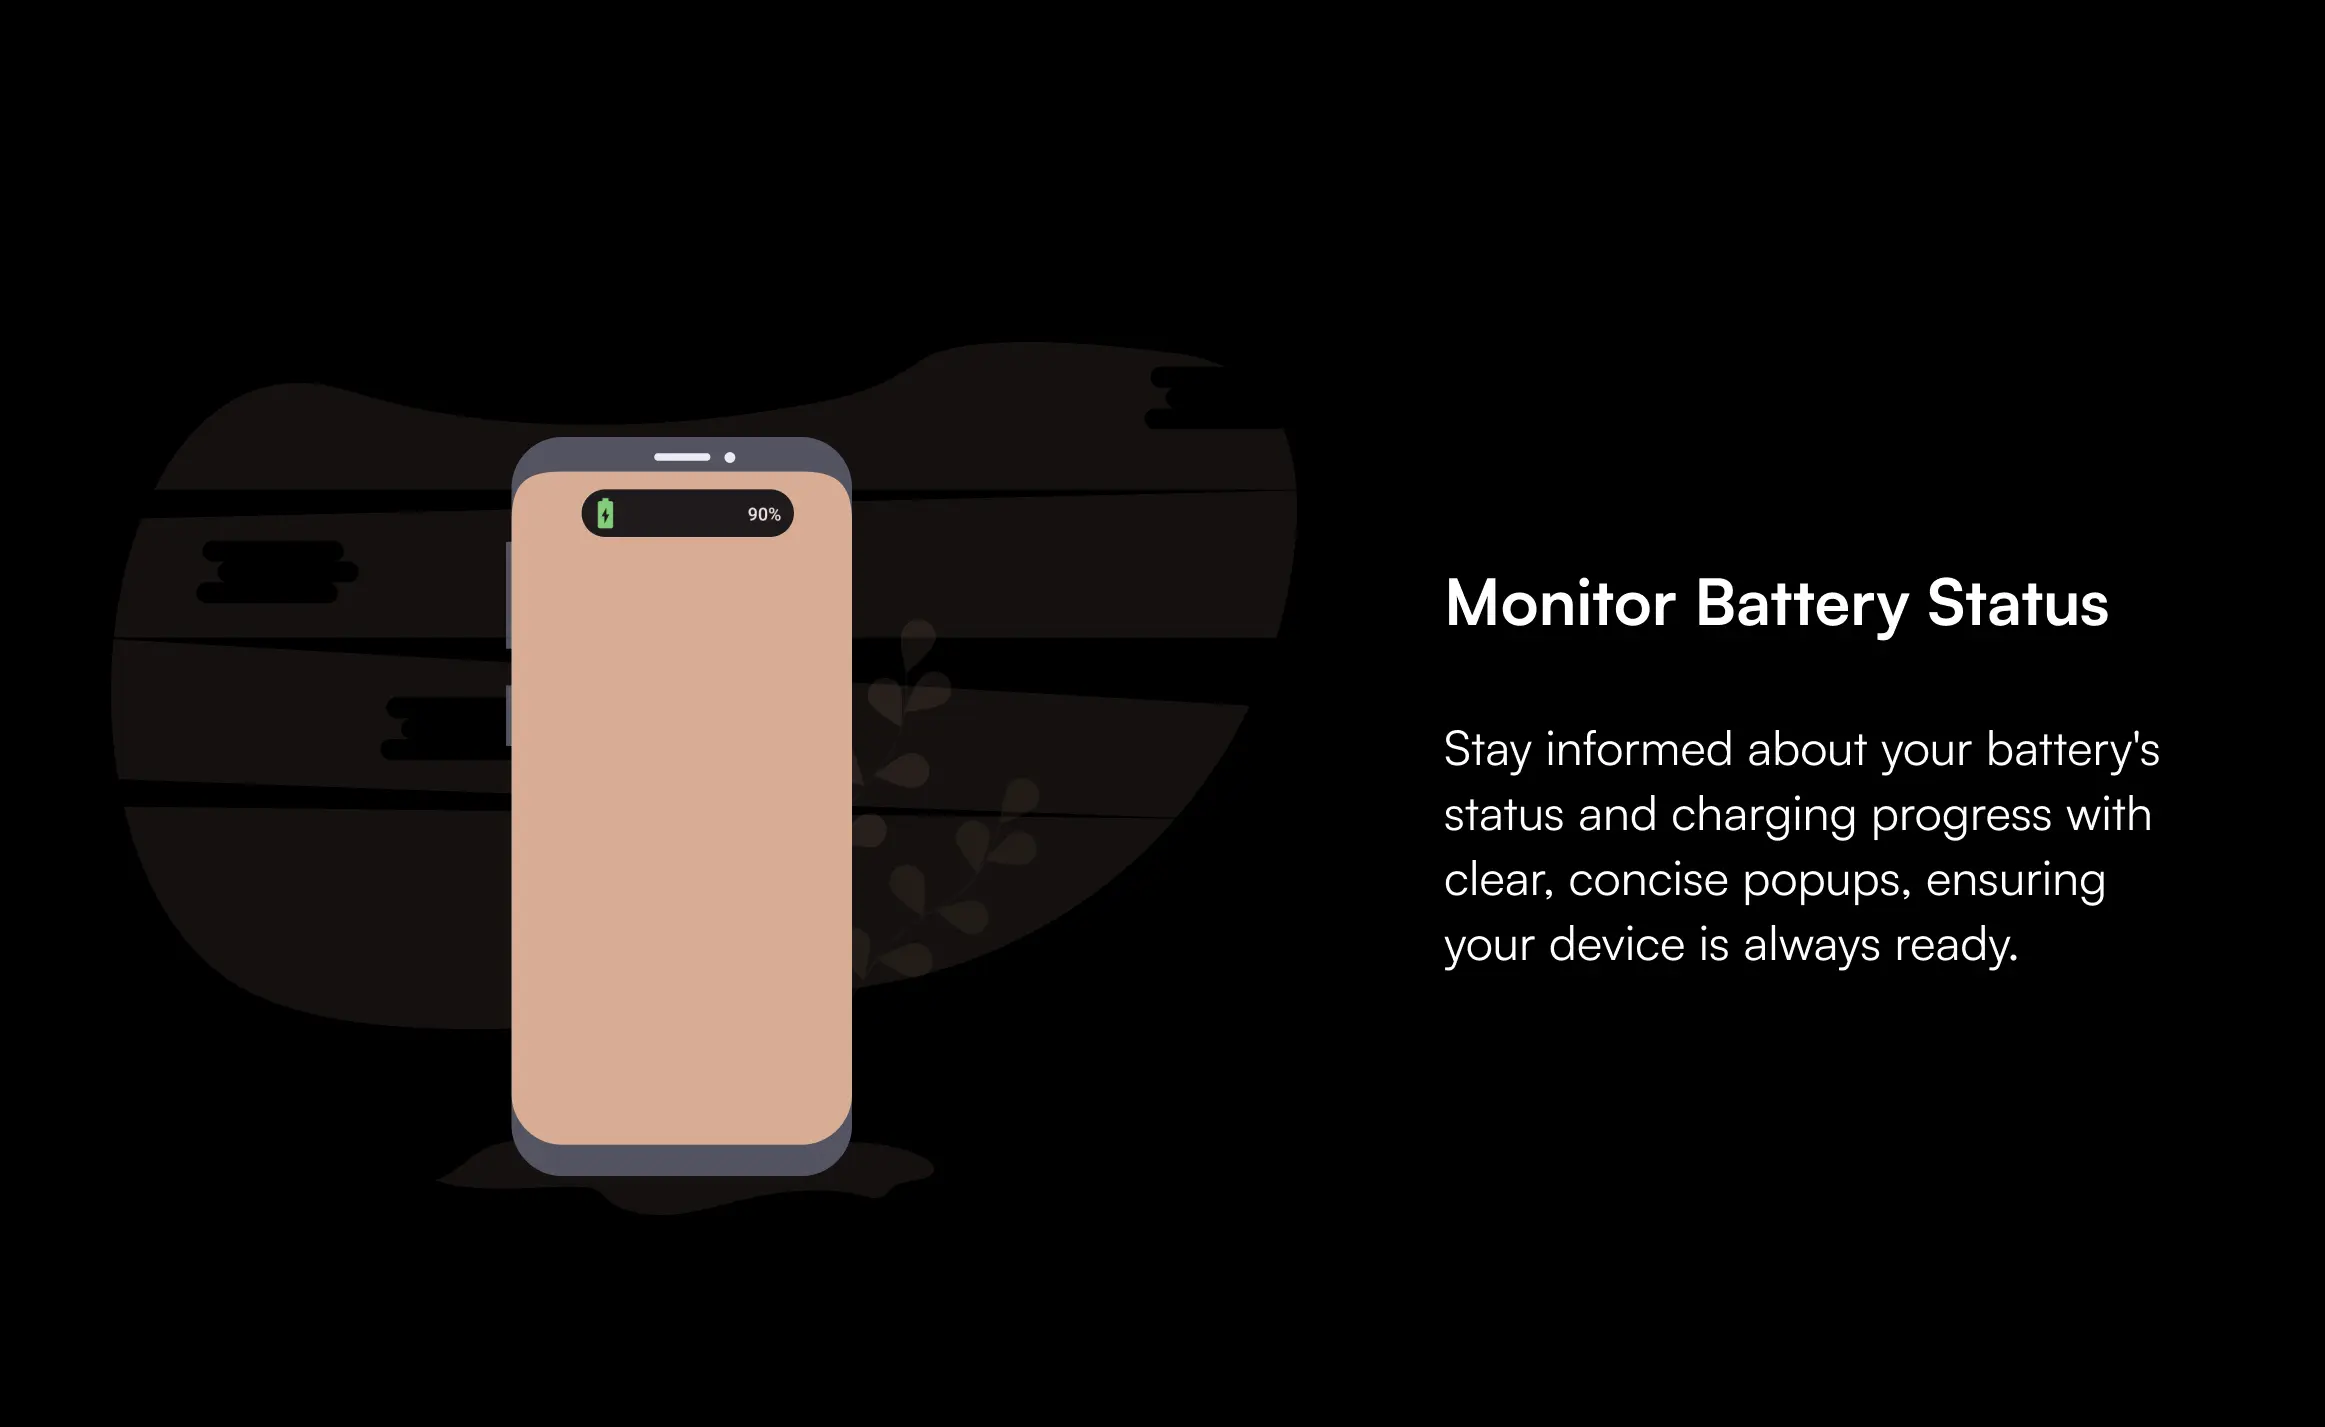 90%
Monitor Battery Status
Stay informed about your battery's
status and charging progress with
clear, concise popups, ensuring
your device is always ready.